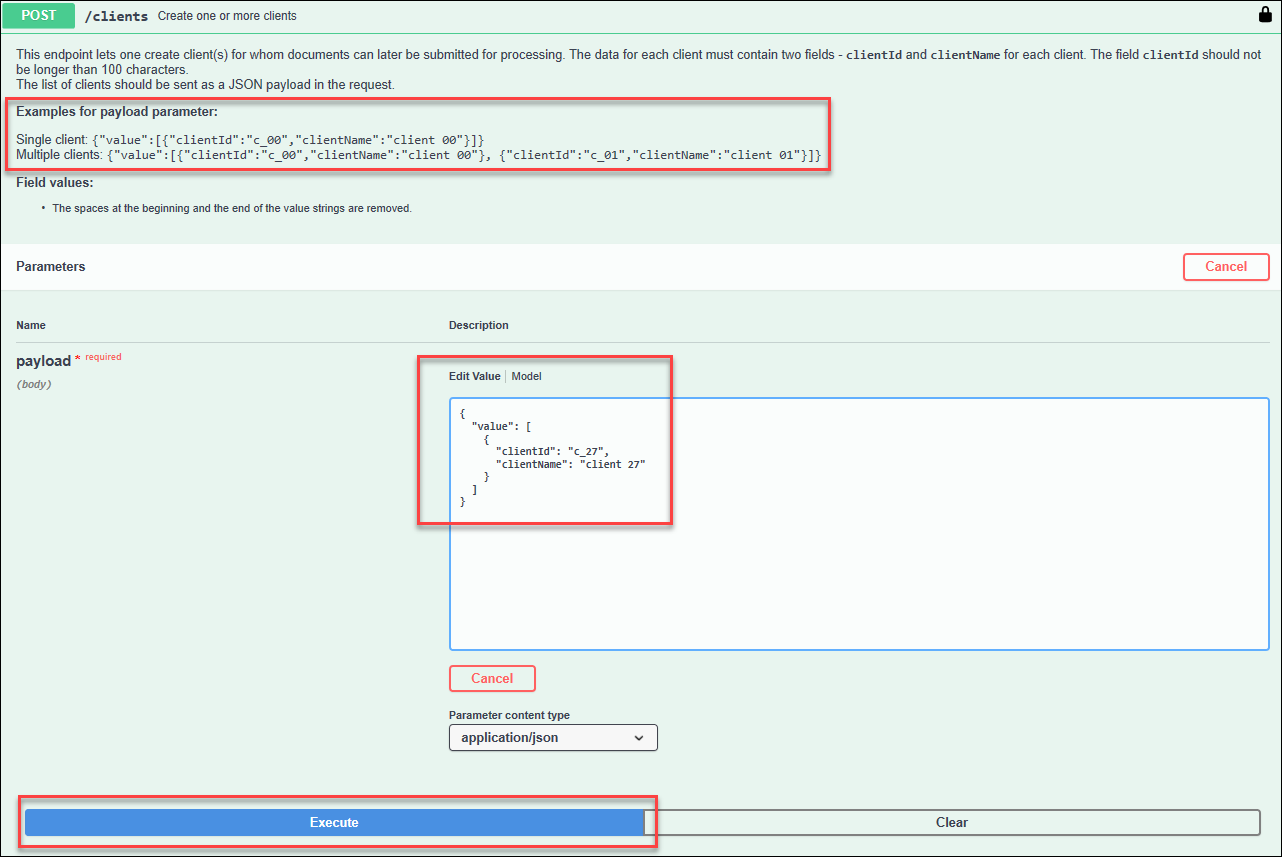 POST /clients Create one or more clients
This endpoint lets one create client(s) for whom documents can later be submitted for processing. The data for each client must contain two fields - clientId and clientName for each client. The field clientId should not
be longer than 100 characters.
The list of clients should be sent as a JSON payload in the request.
Examples for payload parameter:
Single client: {"value":[{"clientId":"c_00","clientName":"client 00"}]}
Multiple clients: {"value":[{"clientId":"c_00","clientName":"client 00"}, {"clientId":"c_01","clientName":"client 01"}]}
Field values:
• The spaces at the beginning and the end of the value strings are removed.
Parameters Cancel
Name Description
payload * required
(body)
Edit Value Model
{
  "value": [
    {
      "clientId": "c_27",
      "clientName": "client 27"
    }
  ]
}
Cancel
Parameter content type
application/json
Execute Clear